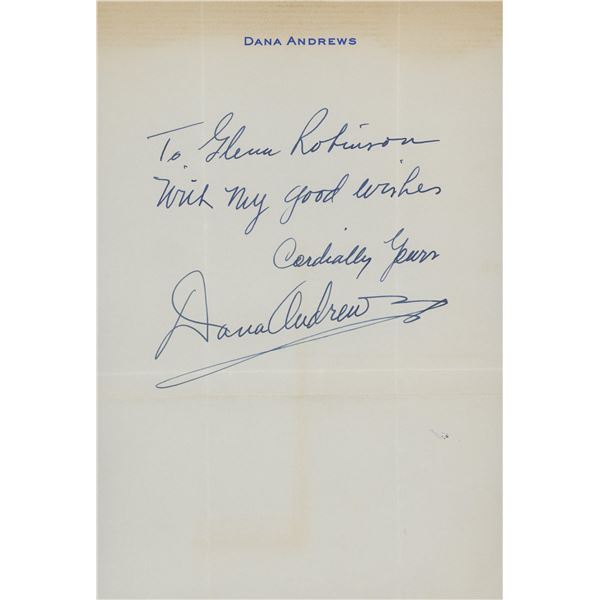 DANA ANDREWS
To Glenn Robinson
With my good wishes
Cordially Yours
Dana Andrews